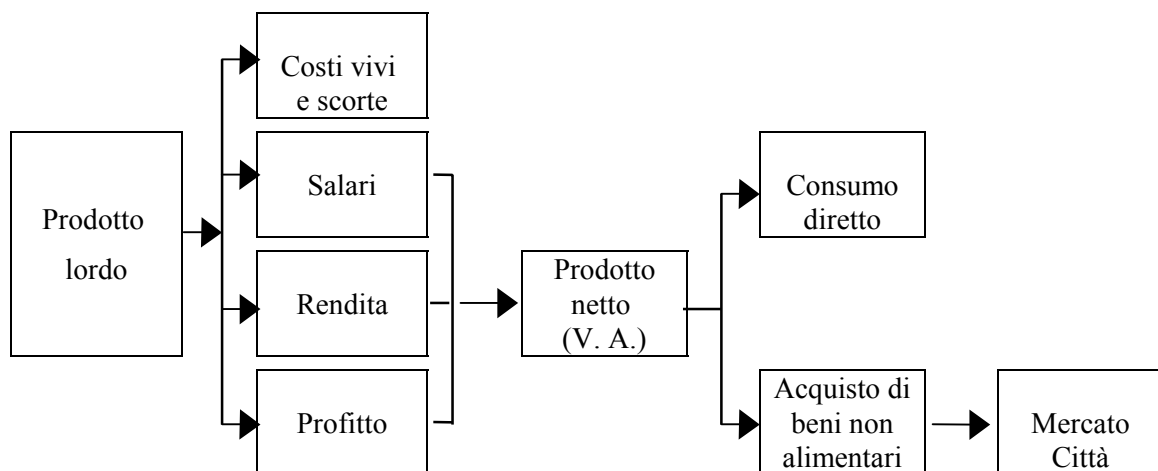 Costi vivi
e scorte
Prodotto
lordo
Salari
Rendita
Profitto
Prodotto
netto
(V. A.)
Consumo
diretto
Acquisto di
beni non
alimentari
Mercato
Città